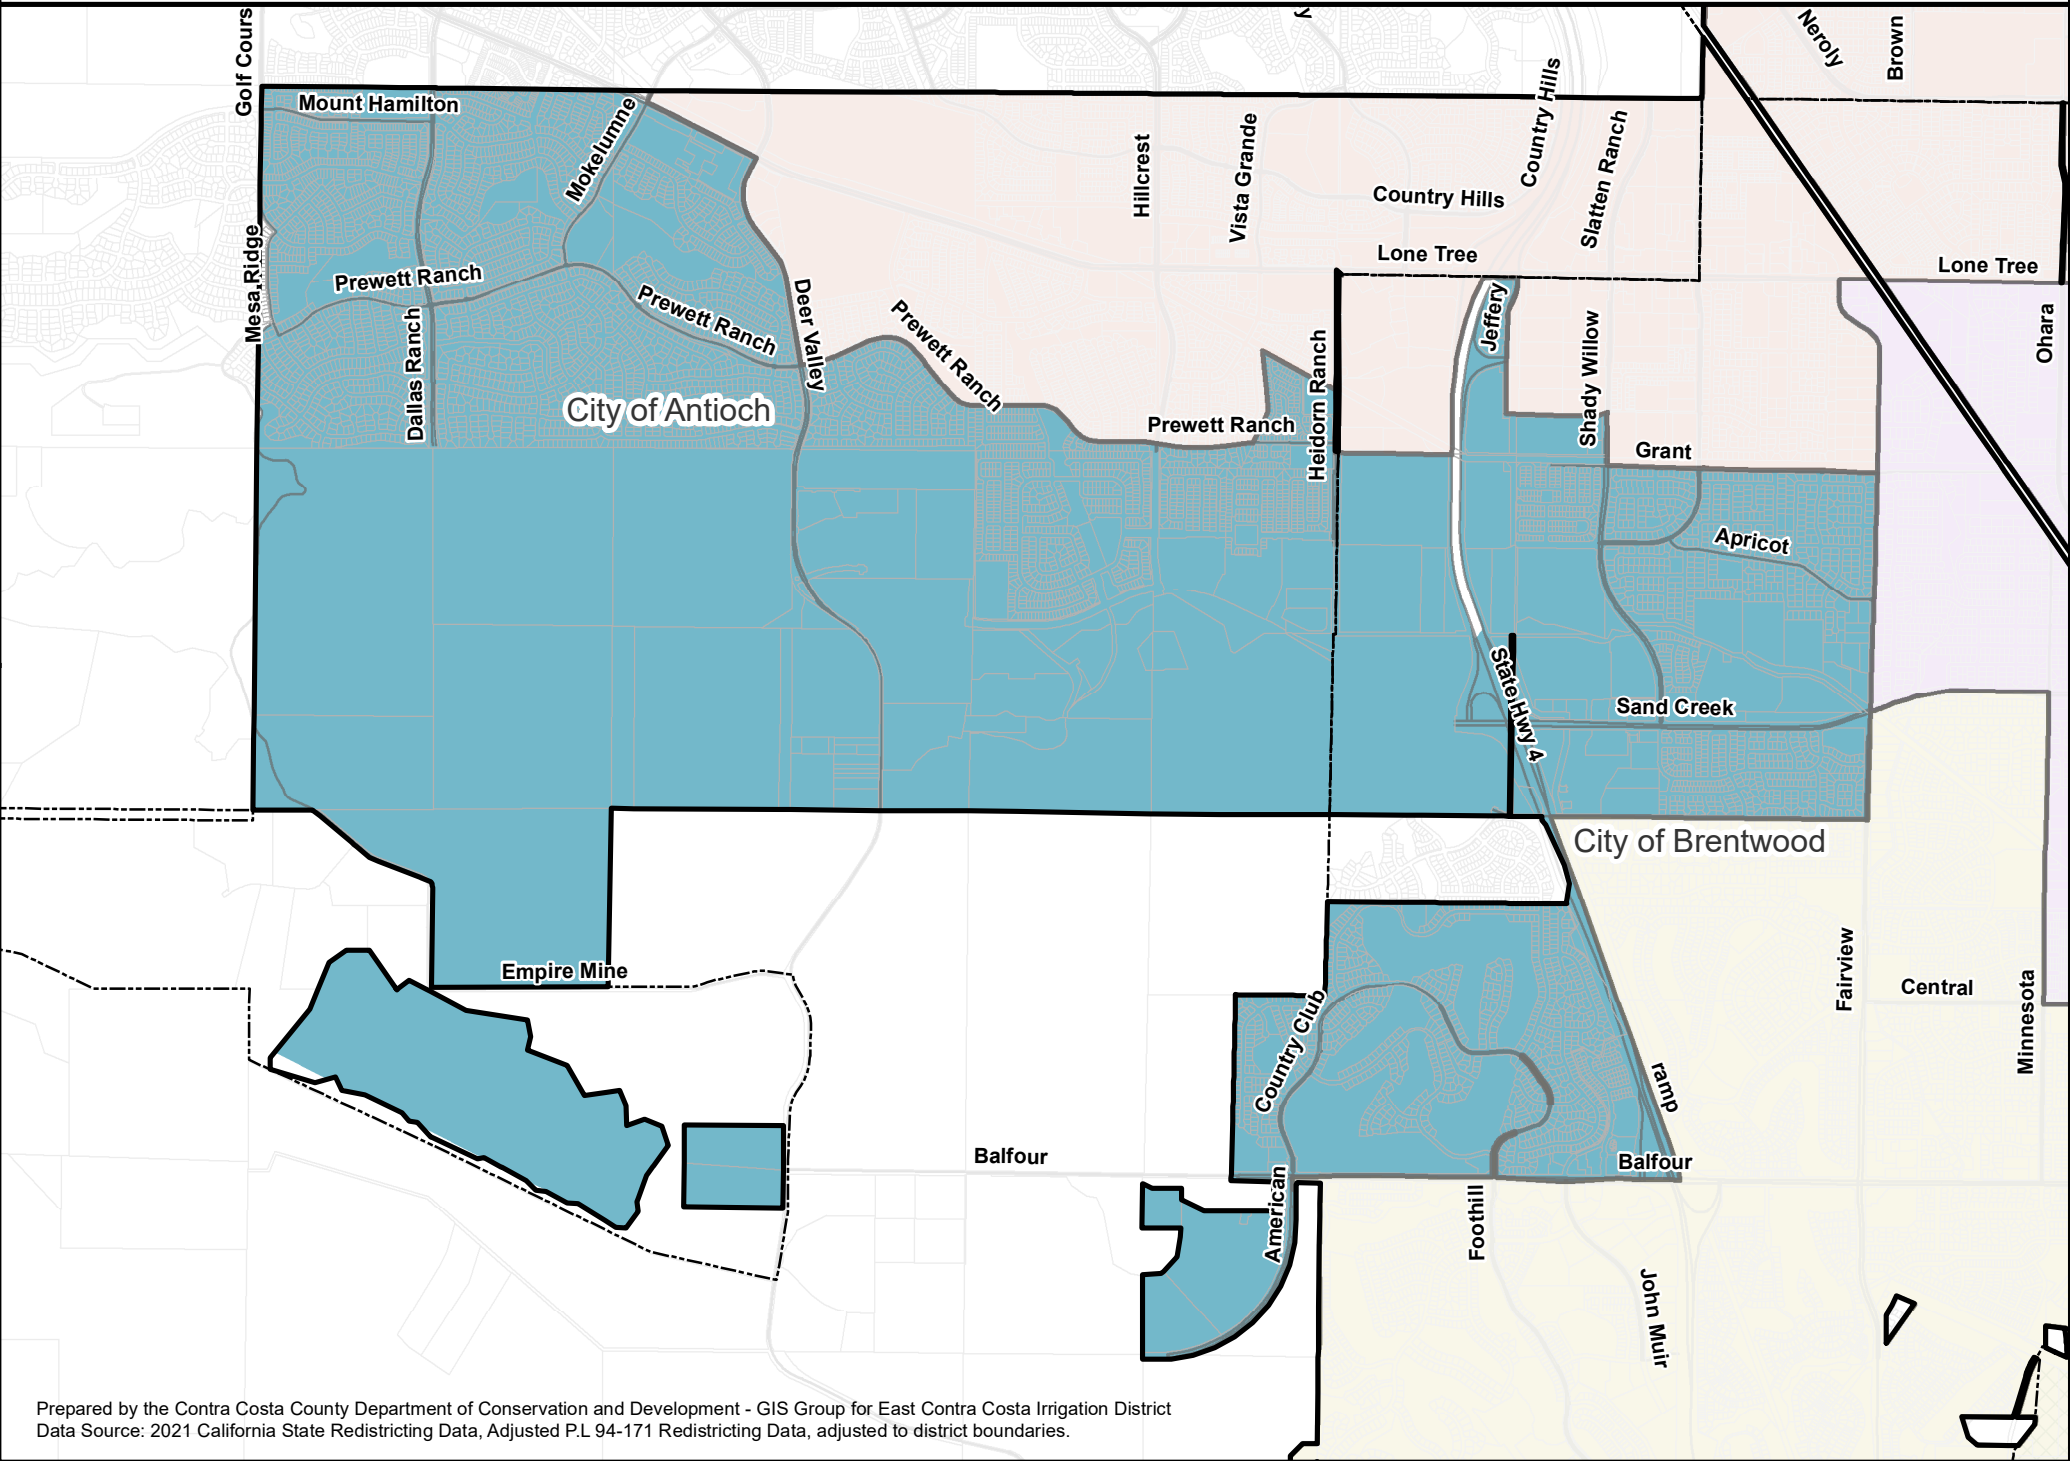 Golf Cours
y
Neroly
Brown
Mount Hamilton
Mokelumne
Hillcrest
Vista Grande
Country Hills
Country Hills
Slatten Ranch
Lone Tree
Lone Tree
Mesa Ridge
Prewett Ranch
Prewett Ranch
Deer Valley
Prewett Ranch
Jeffery
Shady Willow
Ohara
Dallas Ranch
City of Antioch
Prewett Ranch
Heidorn Ranch
Grant
Apricot
State Hwy 4
Sand Creek
City of Brentwood
Empire Mine
Country Club
Fairview
Central
Minnesota
ramp
Balfour
Balfour
American
Foothill
John Muir
Prepared by the Contra Costa County Department of Conservation and Development - GIS Group for East Contra Costa Irrigation District
Data Source: 2021 California State Redistricting Data, Adjusted P.L 94-171 Redistricting Data, adjusted to district boundaries.